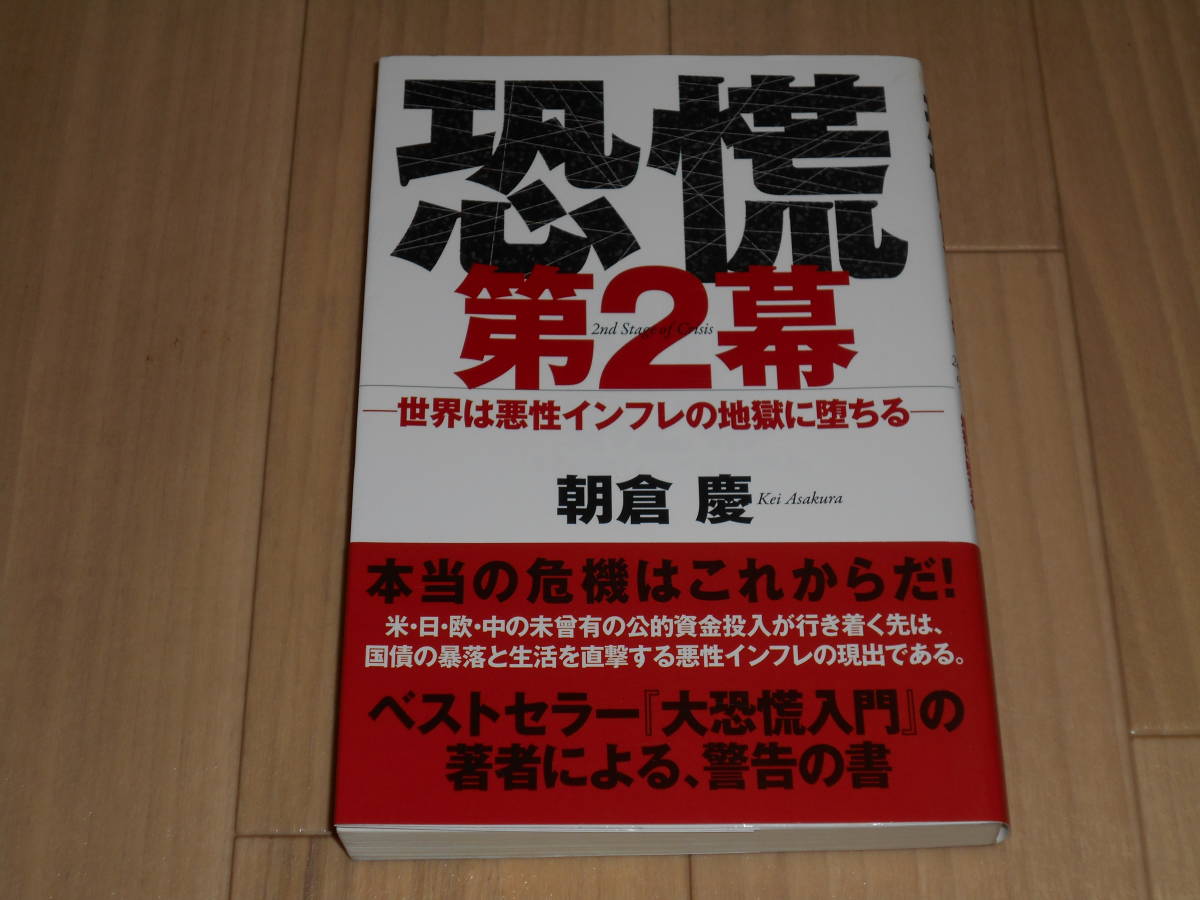 恐慌
第2幕
2nd Stage of Crisis
―世界は悪性インフレの地獄に堕ちる―
朝倉 慶 Kei Asakura
本当の危機はこれからだ!
米・日・欧・中の未曾有の公的資金投入が行き着く先は、
国債の暴落と生活を直撃する悪性インフレの現出である。
ベストセラー『大恐慌入門』の
著者による、警告の書